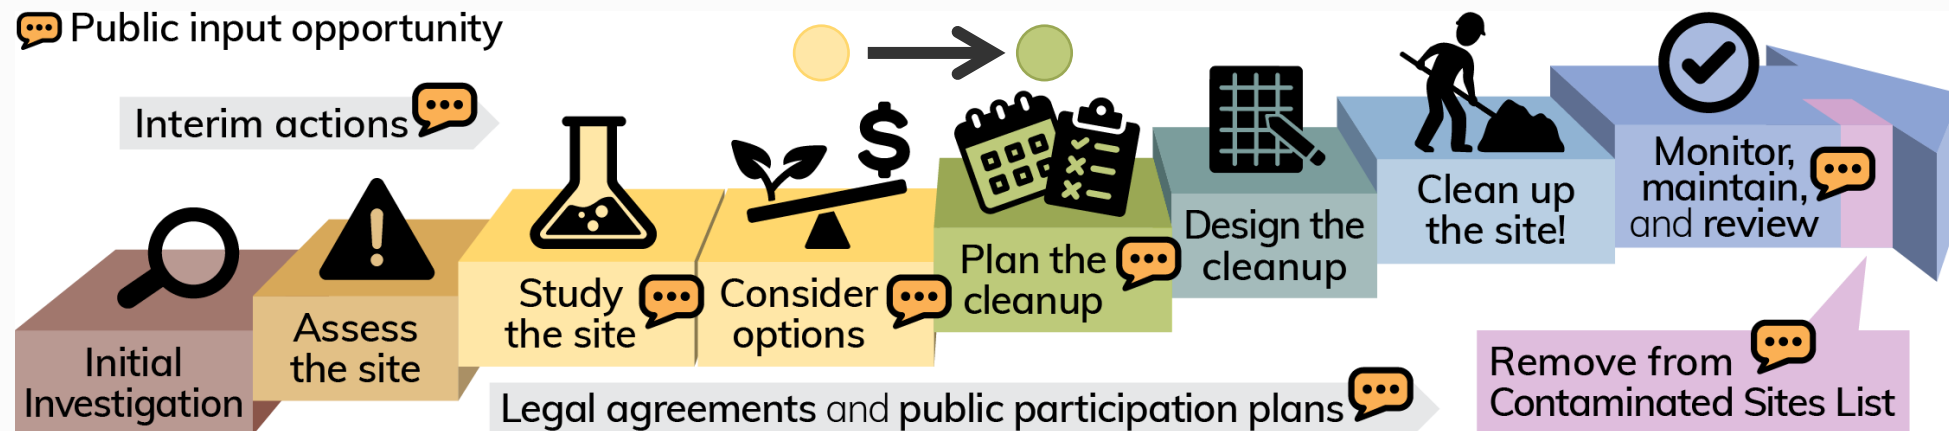 Public input opportunity
Interim actions
Initial
Investigation
Assess
the site
Study
the site
Consider
options
Plan the
cleanup
Design the
cleanup
Clean up
the site!
Monitor,
maintain,
and review
Legal agreements and public participation plans
Remove from
Contaminated Sites List